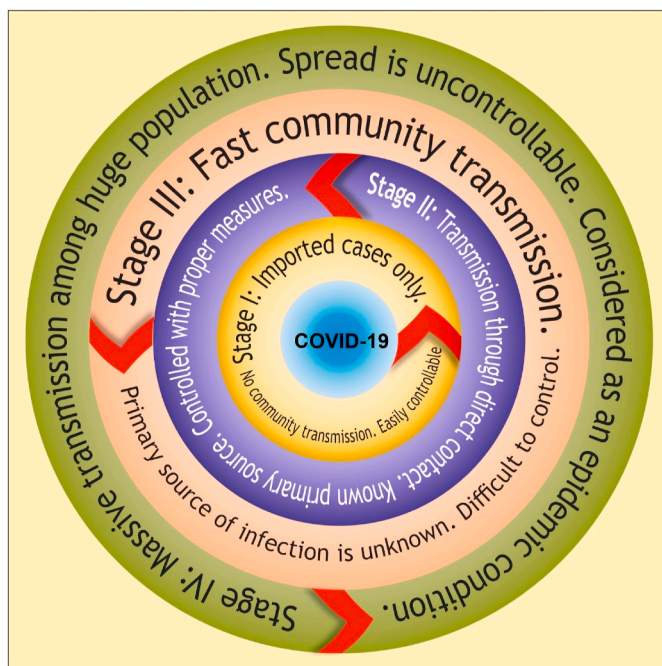 COVID-19
Stage I: Imported cases only.
No community transmission. Easily controllable
Stage II: Transmission through direct contact. Known primary source. Controlled with proper measures.
Stage III: Fast community transmission.
Primary source of infection is unknown. Difficult to control.
Stage IV: Massive transmission among huge population. Spread is uncontrollable. Considered as an epidemic condition.